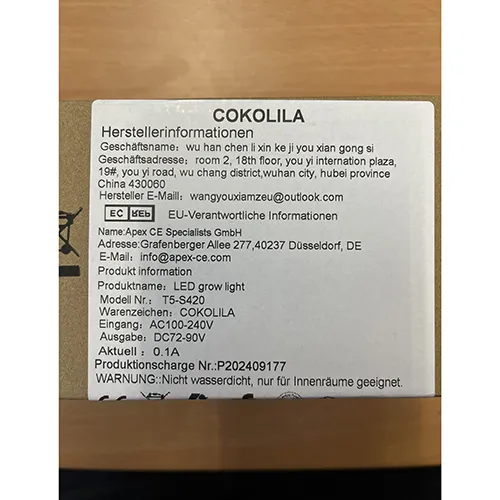 COKOLILA
Herstellerinformationen
Geschäftsname: wu han chen li xin ke ji you xian gong si
Geschäftsadresse: room 2, 18th floor, you yi internation plaza,
19#, you yi road, wu chang district,wuhan city, hubei province
China 430060
Hersteller E-Maill: wangyouxiamzeu@outlook.com
EC REP EU-Verantwortliche Informationen
Name:Apex CE Specialists GmbH
Adresse:Grafenberger Allee 277,40237 Düsseldorf, DE
E-Mail: info@apex-ce.com
Produkt information
Produktname: LED grow light
Modell Nr.: T5-S420
Warenzeichen: COKOLILA
Eingang: AC100-240V
Ausgabe: DC72-90V
Aktuell : 0.1A
Produktionscharge Nr.:P202409177
WARNUNG::Nicht wasserdicht, nur für Innenräume geeignet.